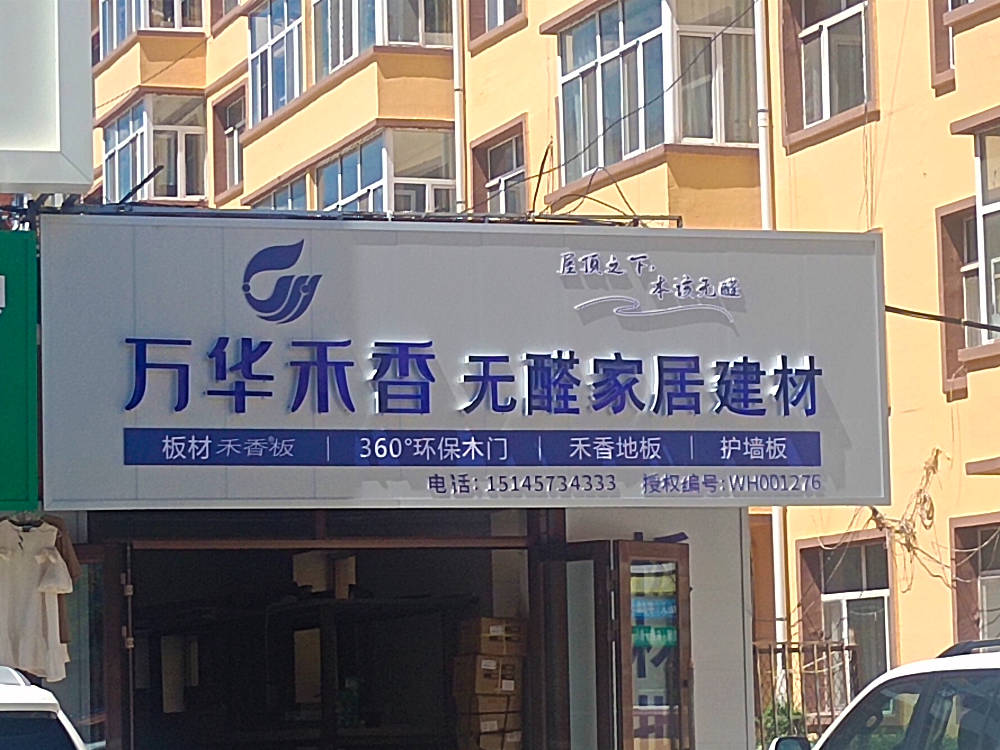 屋顶之下.
本该无醛
万华禾香 无醛家居建材
板材 禾香板 | 360°环保木门 | 禾香地板 | 护墙板
电话: 15145734333 授权编号: WH001276